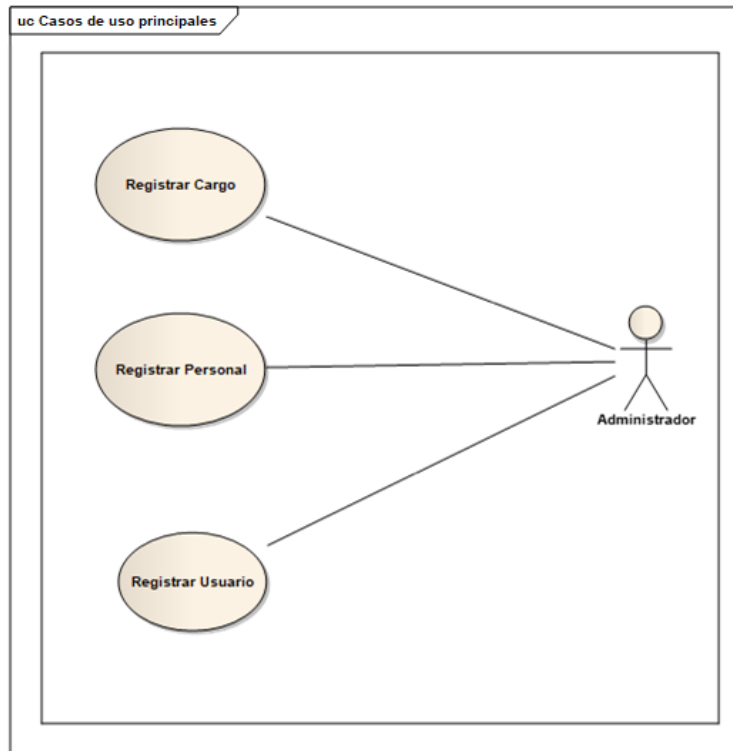 uc Casos de uso principales
Registrar Cargo
Registrar Personal
Administrador
Registrar Usuario